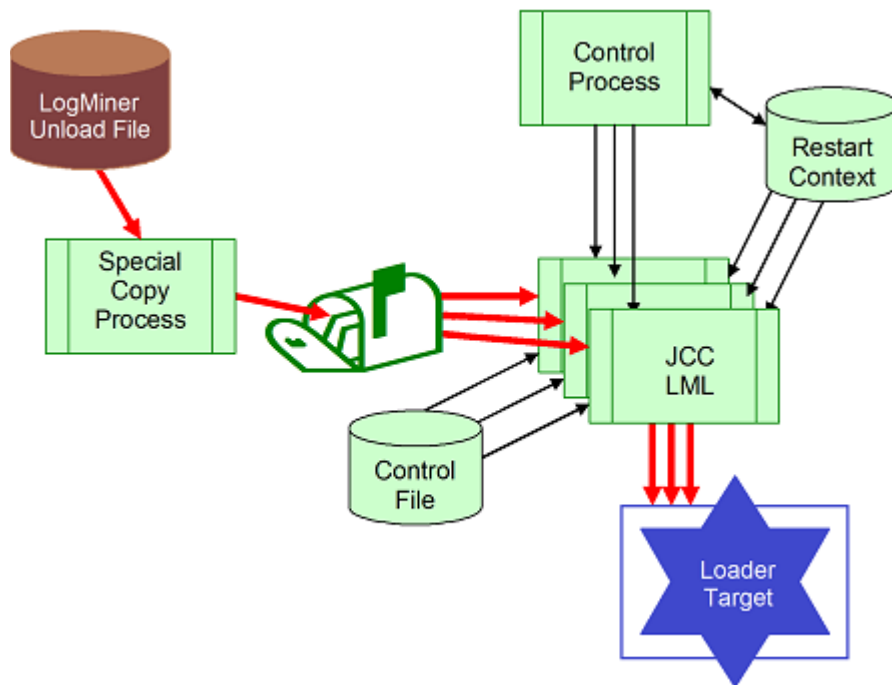 LogMiner
Unload File
Control
Process
Restart
Context
Special
Copy
Process
JCC
LML
Control
File
Loader
Target